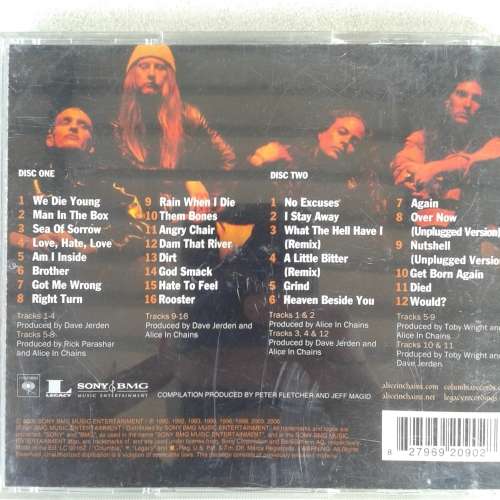 DISC ONE
1 We Die Young
2 Man In The Box
3 Sea Of Sorrow
4 Love, Hate, Love
5 Am I Inside
6 Brother
7 Got Me Wrong
8 Right Turn
Tracks 1-4
Produced by Dave Jerden
Tracks 5-8
Produced by Rick Parashar
and Alice In Chains
9 Rain When I Die
10 Them Bones
11 Angry Chair
12 Dam That River
13 Dirt
14 God Smack
15 Hate To Feel
16 Rooster
Tracks 9-16
Produced by Dave Jerden
and Alice In Chains
DISC TWO
1 No Excuses
2 I Stay Away
3 What The Hell Have I
(Remix)
4 A Little Bitter
(Remix)
5 Grind
6 Heaven Beside You
Tracks 1 & 2
Produced by Alice In Chains
Tracks 3, 4 & 12
Produced by Dave Jerden and
Alice In Chains
7 Again
8 Over Now
(Unplugged Version)
9 Nutshell
(Unplugged Version
10 Get Born Again
11 Died
12 Would?
Tracks 5-9
Produced by Toby Wright and
Alice In Chains
Tracks 10 & 11
Produced by Toby Wright
Dave Jerden
COLUMBIA
LEGACY
SONY BMG
MUSIC ENTERTAINMENT
COMPILATION PRODUCED BY PETER FLETCHER AND JEFF MAGID
aliceinchains.com columbiarecords
aliceinchains.net legacyrecordings
8 27969 20902